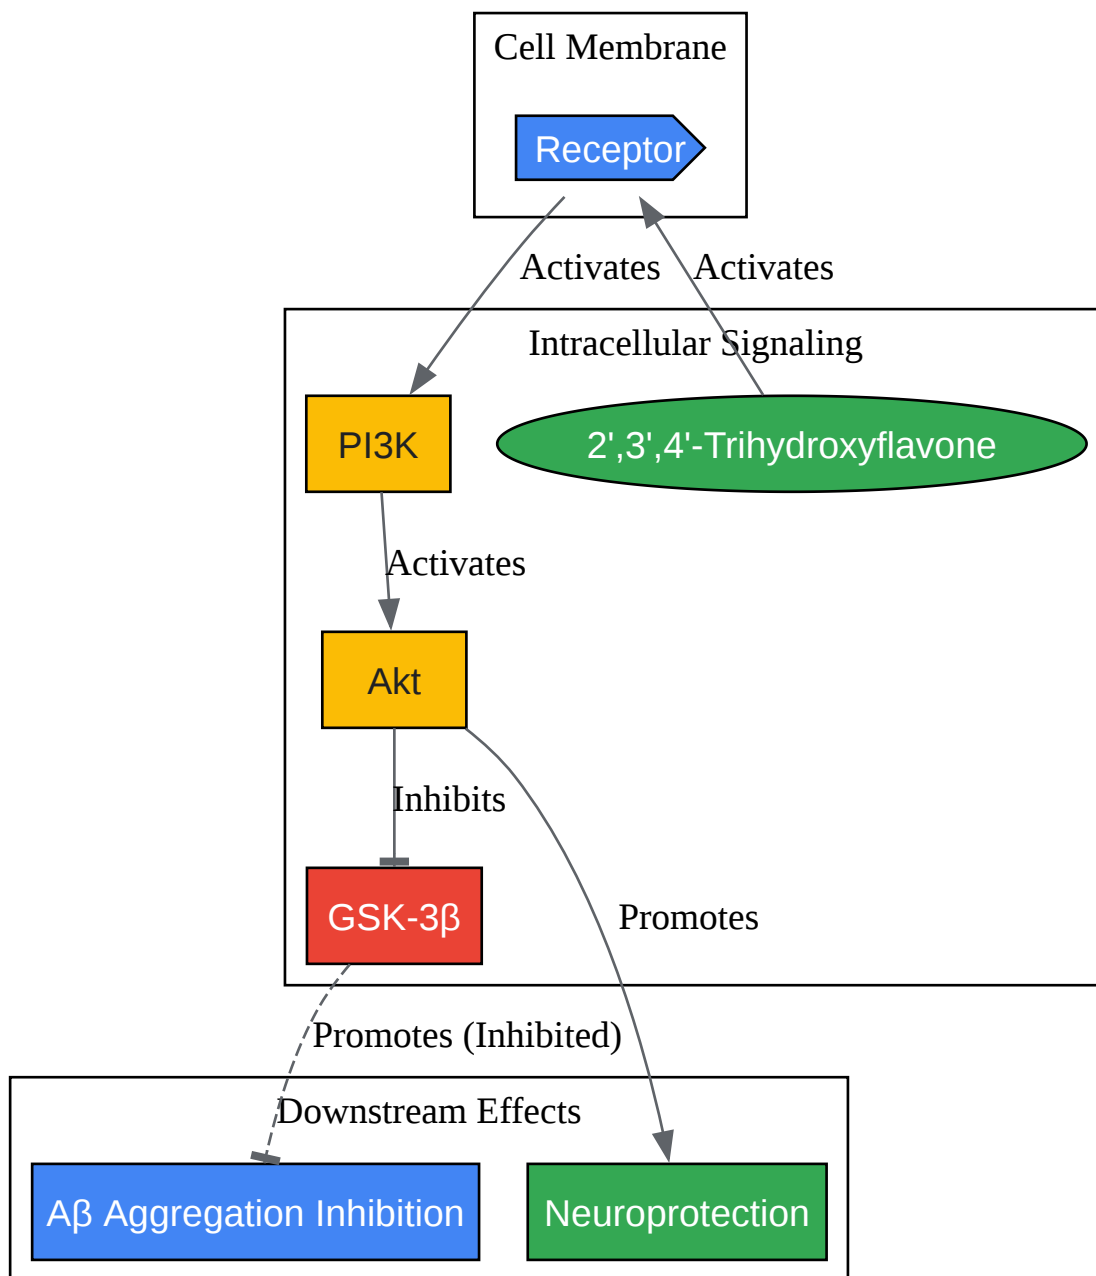 Cell Membrane
Receptor
Activates
Activates
Intracellular Signaling
PI3K
2',3',4'-Trihydroxyflavone
Activates
Akt
Inhibits
GSK-3β
Promotes
Promotes (Inhibited)
Downstream Effects
Aβ Aggregation Inhibition
Neuroprotection